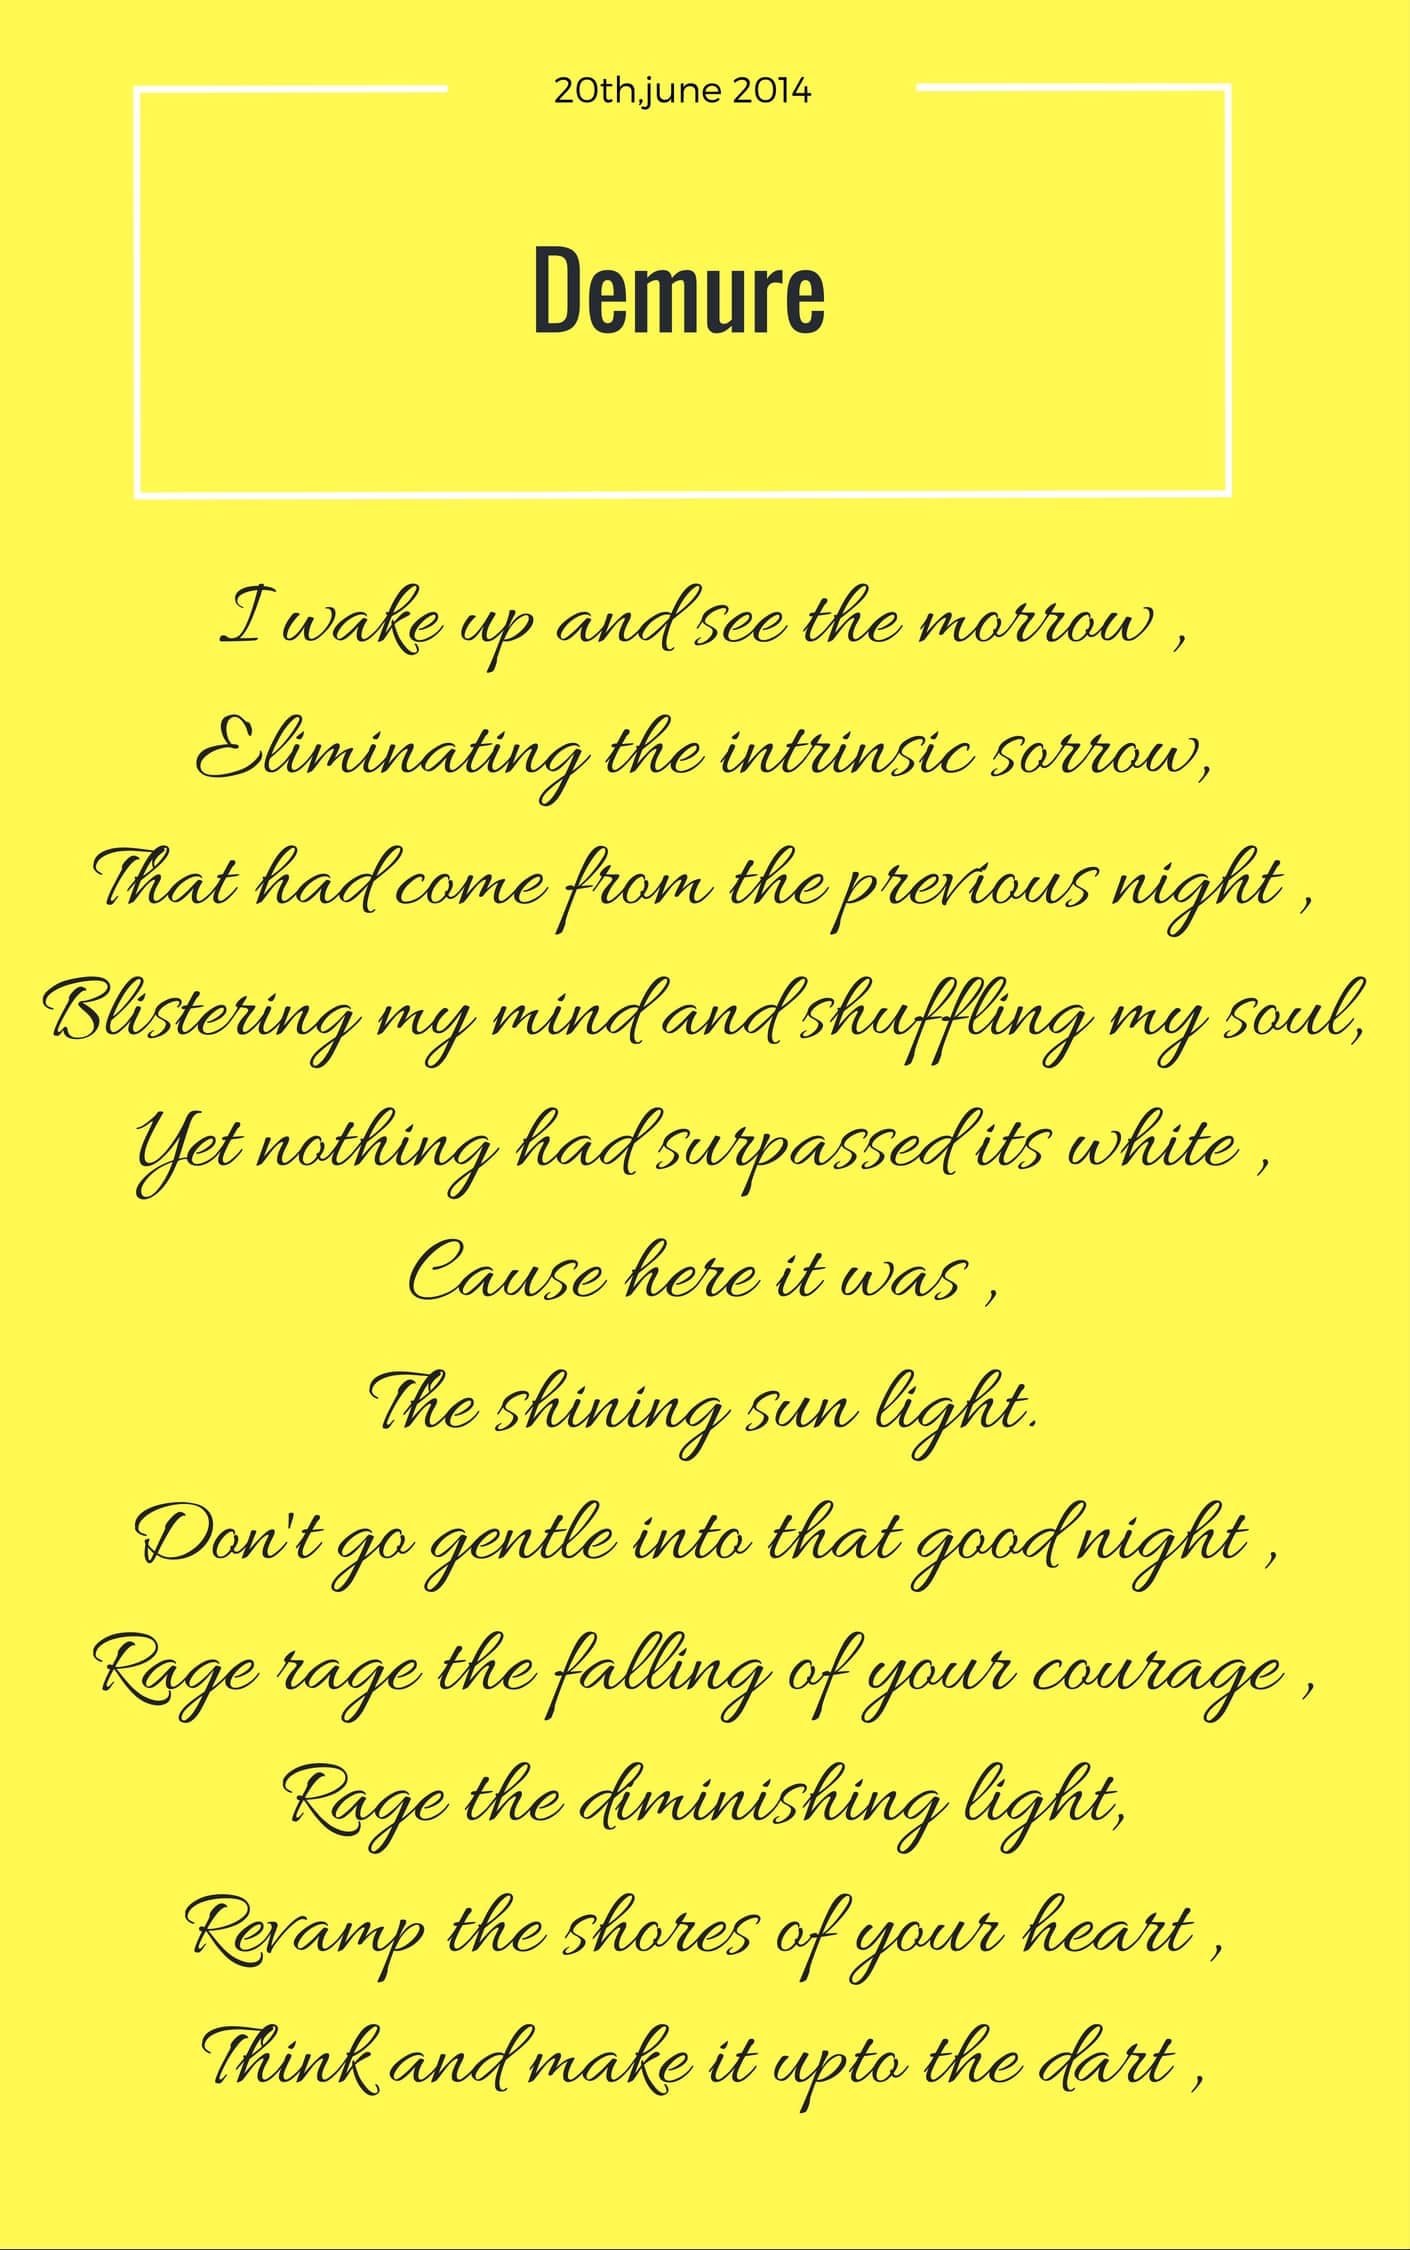 20th,june 2014
Demure
I wake up and see the morrow ,
Eliminating the intrinsic sorrow,
That had come from the previous night ,
Blistering my mind and shuffling my soul,
Yet nothing had surpassed its white ,
Cause here it was ,
The shining sun light.
Don't go gentle into that good night ,
Rage rage the falling of your courage ,
Rage the diminishing light,
Revamp the shores of your heart ,
Think and make it upto the dart ,